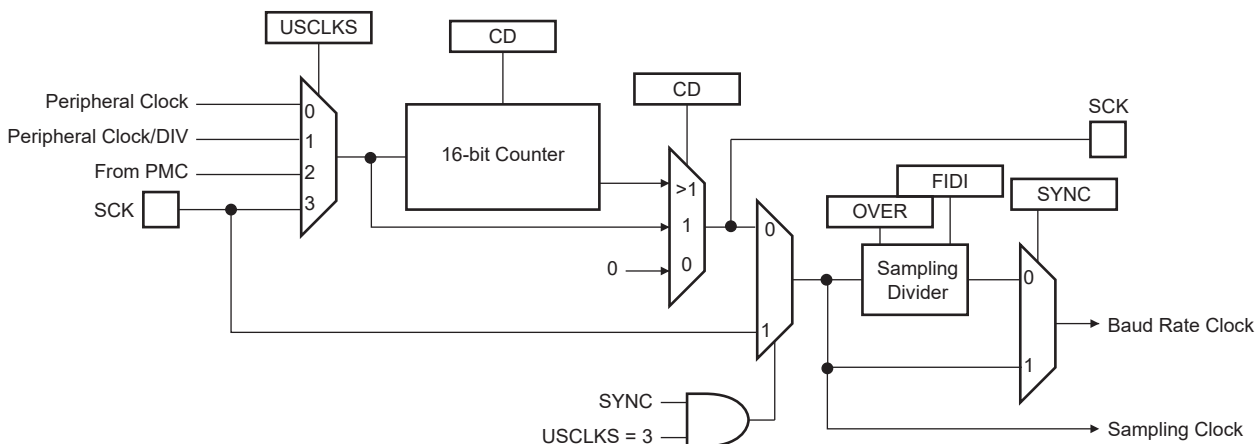 USCLKS
CD
CD
SCK
Peripheral Clock
0
Peripheral Clock/DIV
1
16-bit Counter
From PMC
2
SCK
3
>1
1
0
0
FIDI
OVER
SYNC
0
1
Sampling
Divider
0
1
Baud Rate Clock
SYNC
USCLKS = 3
Sampling Clock